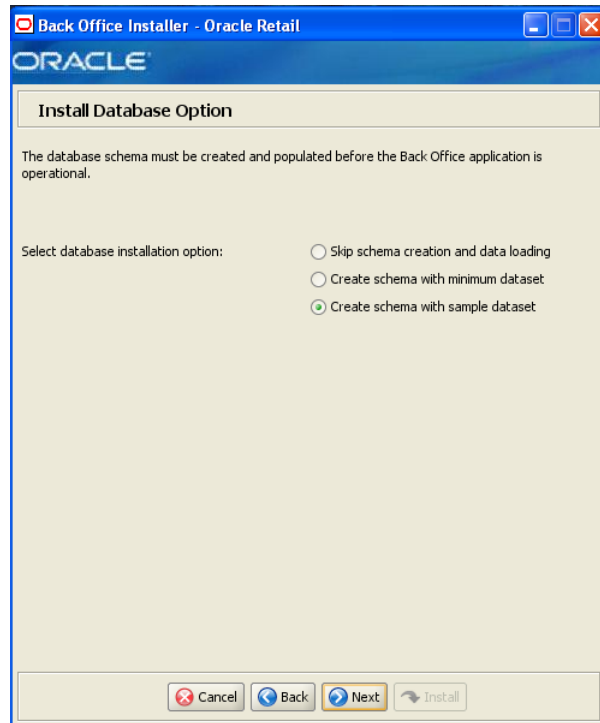 Back Office Installer - Oracle Retail
ORACLE
Install Database Option
The database schema must be created and populated before the Back Office application is
operational.
Select database installation option:
Skip schema creation and data loading
Create schema with minimum dataset
Create schema with sample dataset
Cancel Back Next Install